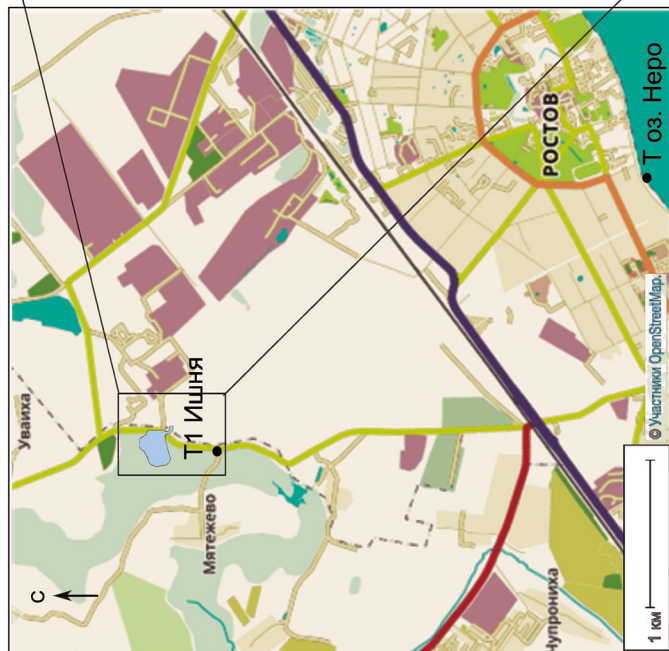 Уваиха
Т1 Ишня
Мятежево
С
РОСТОВ
Т оз. Неро
Чупрониха
© Участники OpenStreetMap.
1 км